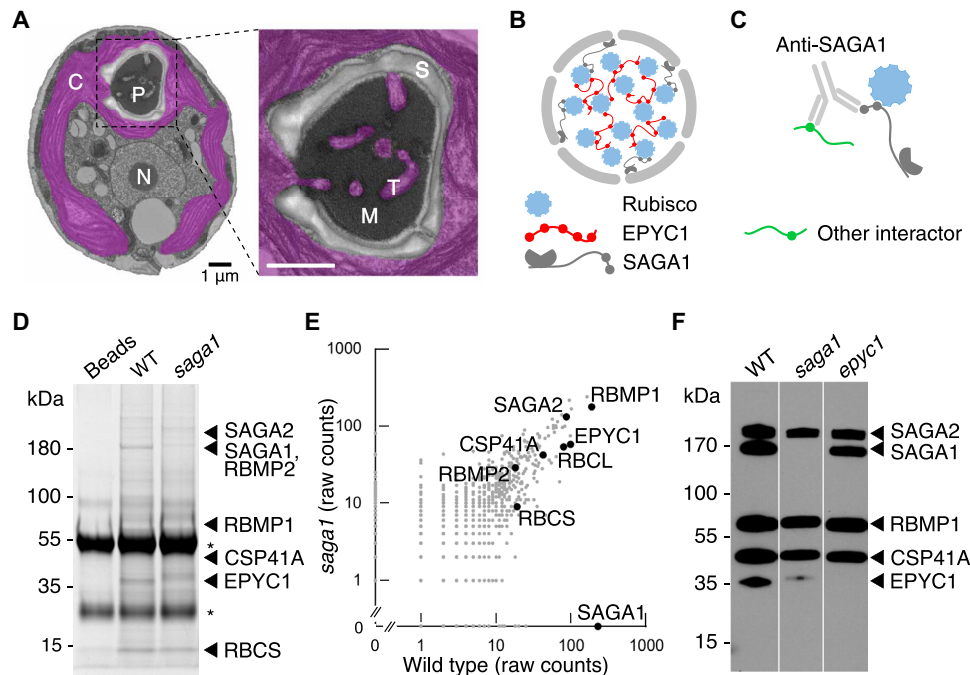 A
C
P
N
1 μm
S
T
M
B
Rubisco
EPYC1
SAGA1
C
Anti-SAGA1
Other interactor
D
Beads
WT
saga1
kDa
180
100
55
35
15
SAGA2
SAGA1,
RBMP2
RBMP1
*
CSP41A
EPYC1
*
RBCS
E
saga1 (raw counts)
1000
100
10
1
0
SAGA2
RBMP1
CSP41A
EPYC1
RBCL
RBMP2
RBCS
SAGA1
0
1
10
100
1000
Wild type (raw counts)
F
WT
saga1
epyc1
kDa
170
100
55
35
15
SAGA2
SAGA1
RBMP1
CSP41A
EPYC1